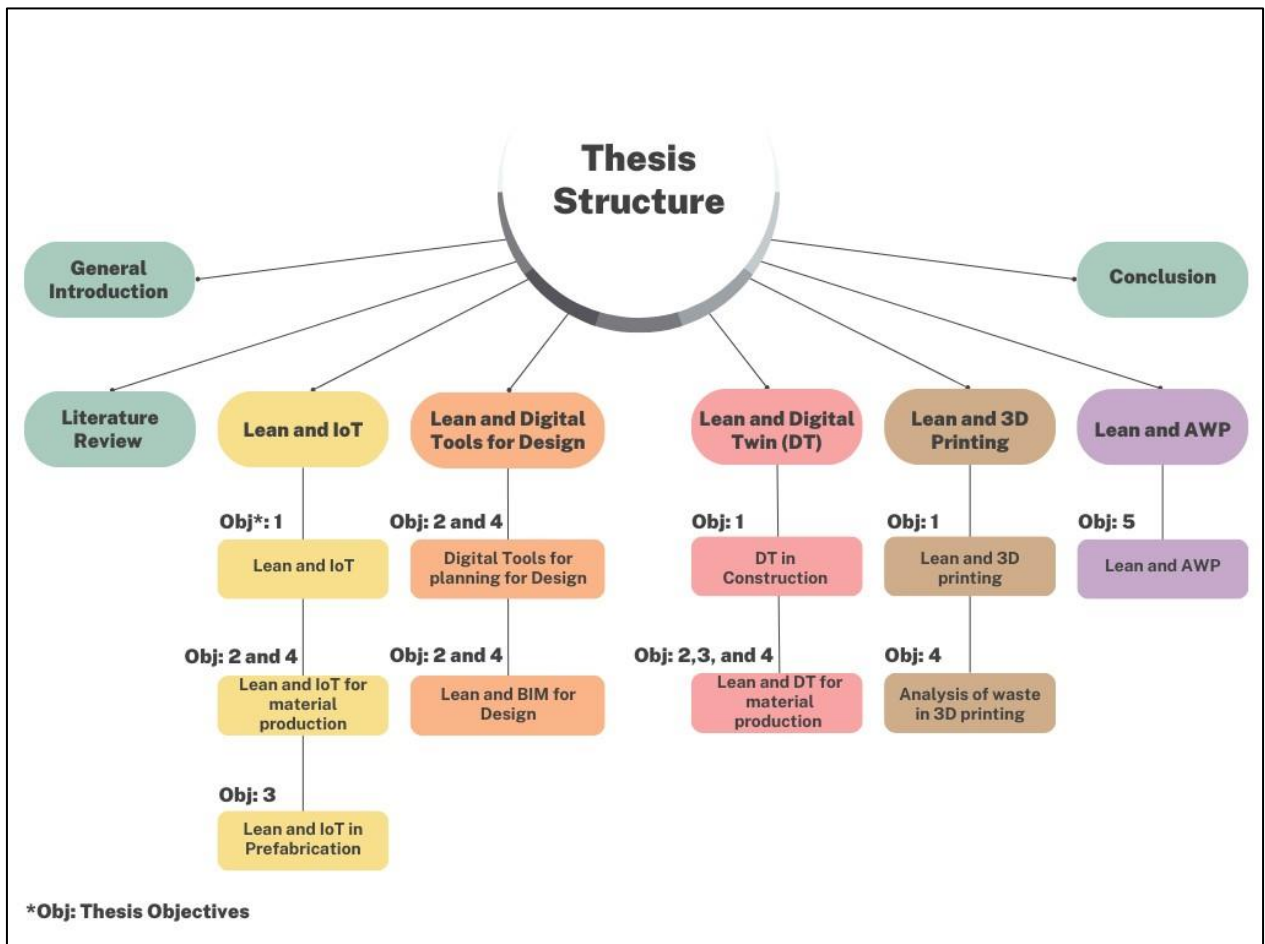 Thesis
Structure
General
Introduction
Conclusion
Literature
Review
Lean and IoT
Lean and Digital
Tools for Design
Lean and Digital
Twin (DT)
Lean and 3D
Printing
Lean and AWP
Obj*: 1
Obj: 2 and 4
Obj: 1
Obj: 1
Obj: 5
Lean and IoT
Digital Tools for
planning for Design
DT in
Construction
Lean and 3D
printing
Lean and AWP
Obj: 2 and 4
Obj: 2 and 4
Obj: 2,3, and 4
Obj: 4
Lean and IoT for
material
production
Lean and BIM for
Design
Lean and DT for
material
production
Analysis of waste
in 3D printing
Obj: 3
Lean and IoT in
Prefabrication
*Obj: Thesis Objectives